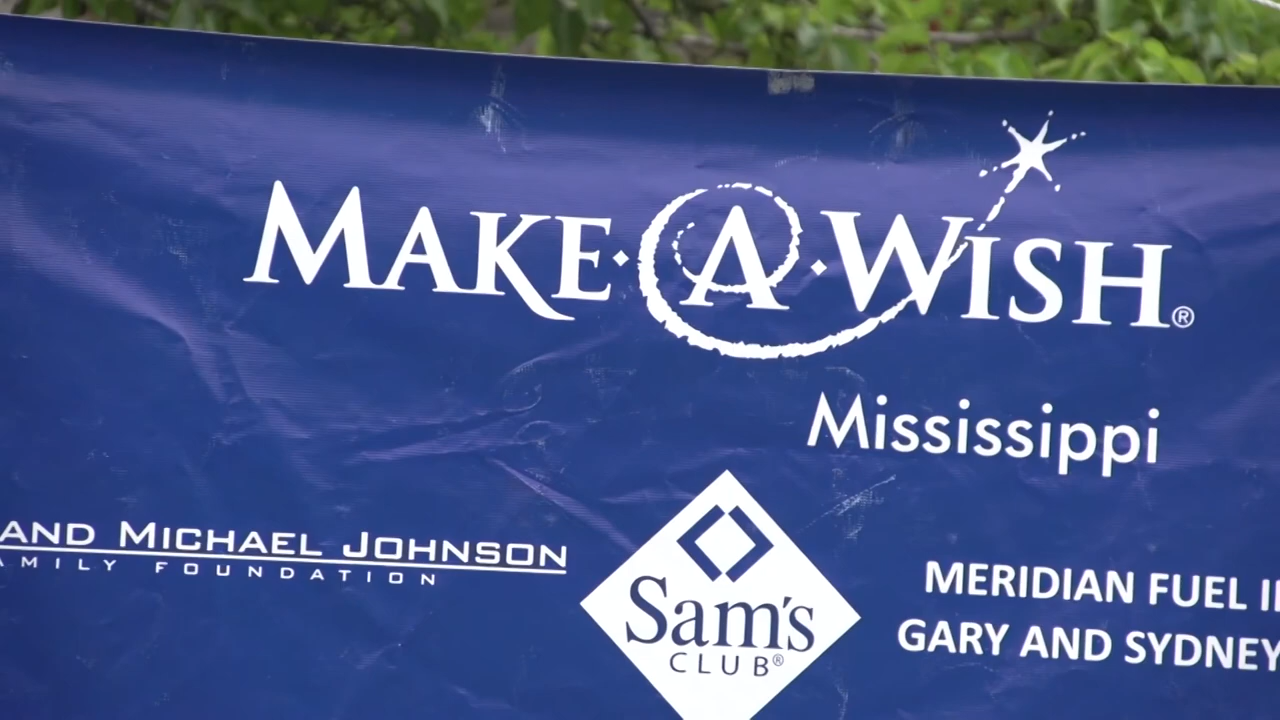 MAKE·A·WISH®
Mississippi
AND MICHAEL JOHNSON
AMILY FOUNDATION
Sam's
CLUB®
MERIDIAN FUEL
GARY AND SYDNEY